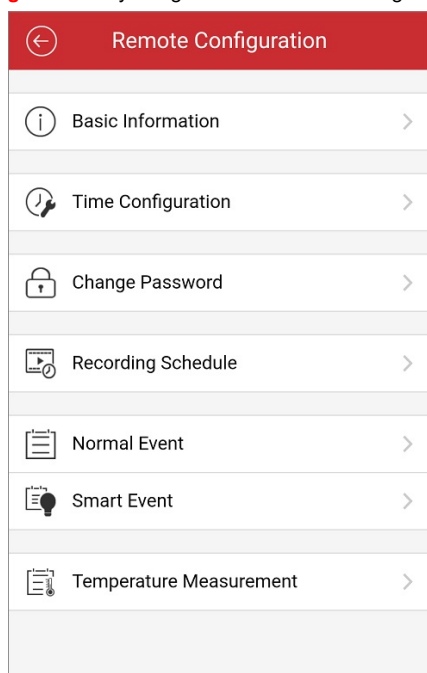 Remote Configuration
Basic Information
Time Configuration
Change Password
Recording Schedule
Normal Event
Smart Event
Temperature Measurement